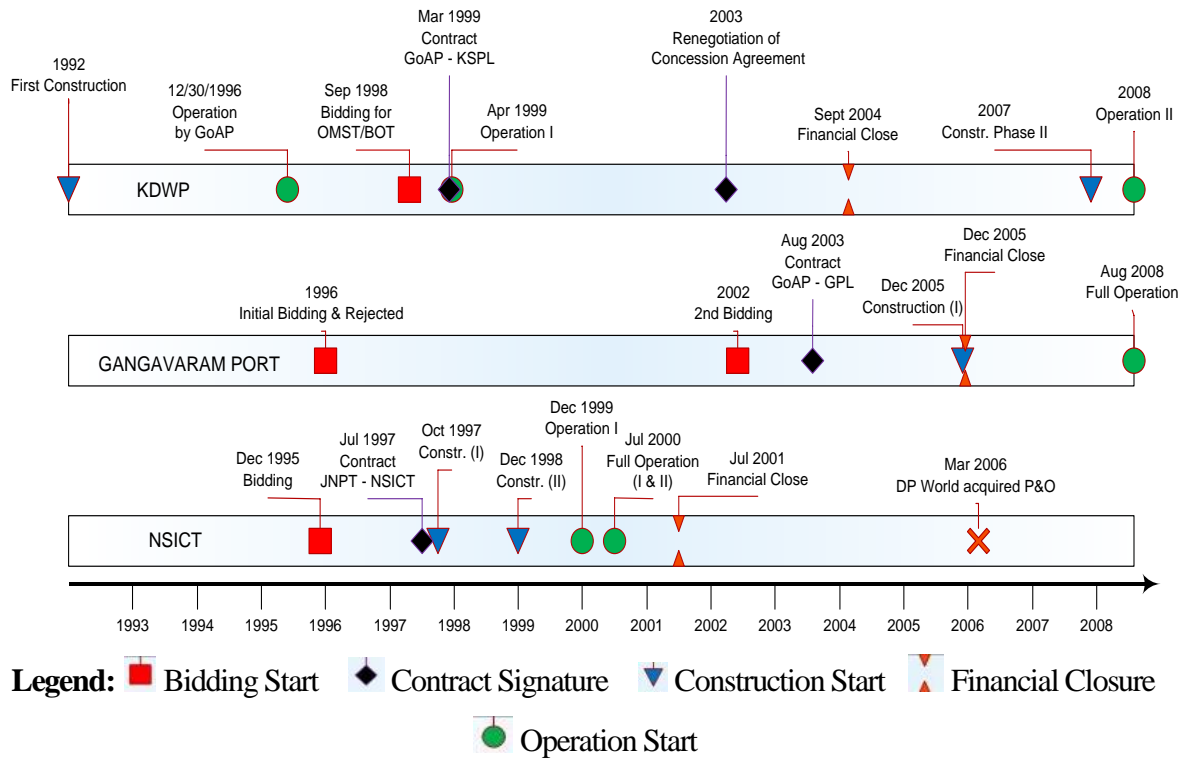 1992
First Construction
12/30/1996
Operation
by GoAP
Sep 1998
Bidding for
OMST/BOT
Mar 1999
Contract
GoAP - KSPL
Apr 1999
Operation I
2003
Renegotiation of
Concession Agreement
Sept 2004
Financial Close
2007
Constr. Phase II
2008
Operation II
KDWP
1996
Initial Bidding & Rejected
2002
2nd Bidding
Aug 2003
Contract
GoAP - GPL
Dec 2005
Construction (I)
Dec 2005
Financial Close
Aug 2008
Full Operation
GANGAVARAM PORT
Dec 1995
Bidding
Jul 1997
Contract
JNPT - NSICT
Oct 1997
Constr. (I)
Dec 1998
Constr. (II)
Dec 1999
Operation I
Jul 2000
Full Operation
(I & II)
Jul 2001
Financial Close
Mar 2006
DP World acquired P&O
NSICT
1993 1994 1995 1996 1997 1998 1999 2000 2001 2002 2003 2004 2005 2006 2007 2008
Legend: Bidding Start Contract Signature Construction Start Financial Closure
Operation Start